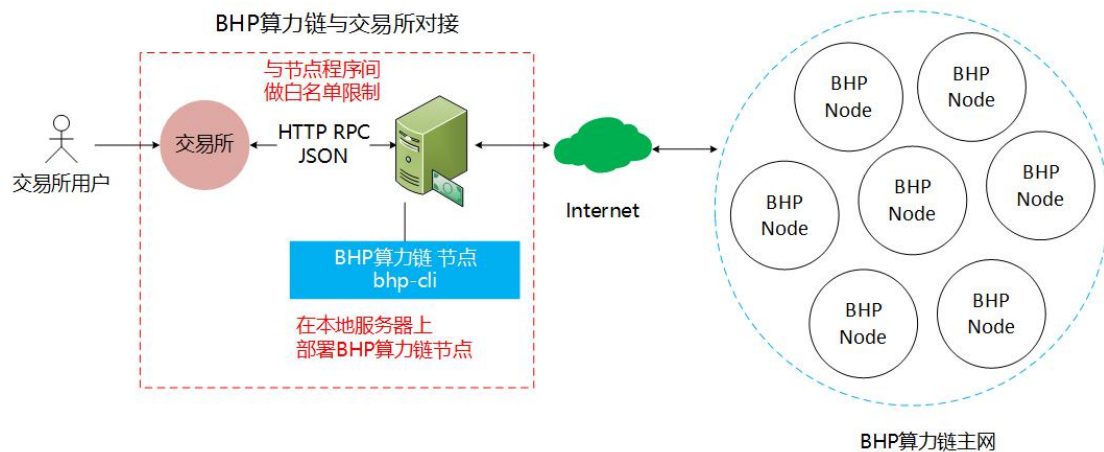 BHP算力链与交易所对接
与节点程序间
做白名单限制
交易所
HTTP RPC
JSON
交易所用户
Internet
BHP算力链 节点
bhp-cli
在本地服务器上
部署BHP算力链节点
BHP
Node
BHP
Node
BHP
Node
BHP
Node
BHP
Node
BHP
Node
BHP
Node
BHP算力链主网